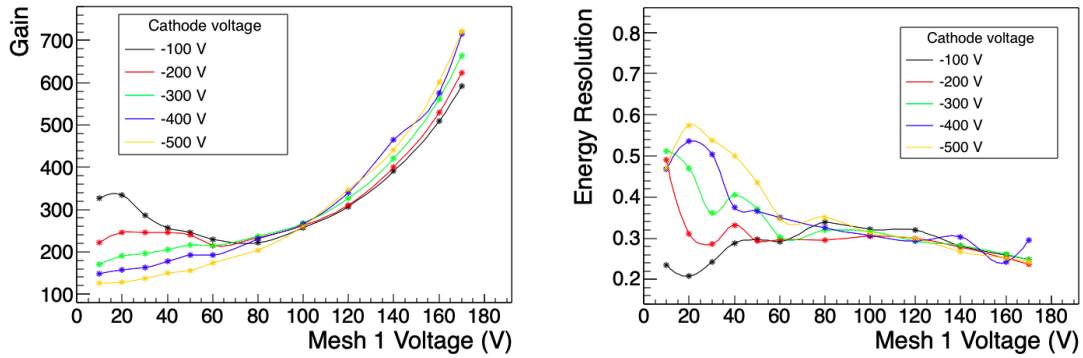 Gain
700
600
500
400
300
200
100
Cathode voltage
-100 V
-200 V
-300 V
-400 V
-500 V
0 20 40 60 80 100 120 140 160 180
Mesh 1 Voltage (V)
Energy Resolution
0.8
0.7
0.6
0.5
0.4
0.3
0.2
Cathode voltage
-100 V
-200 V
-300 V
-400 V
-500 V
0 20 40 60 80 100 120 140 160 180
Mesh 1 Voltage (V)